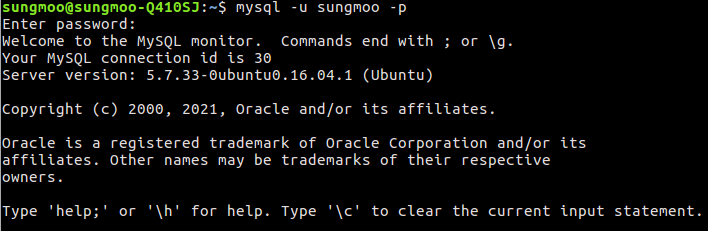 sungmoo@sungmoo-Q410SJ:~$ mysql -u sungmoo -p
Enter password:
Welcome to the MySQL monitor.  Commands end with ; or \g.
Your MySQL connection id is 30
Server version: 5.7.33-0ubuntu0.16.04.1 (Ubuntu)
Copyright (c) 2000, 2021, Oracle and/or its affiliates.
Oracle is a registered trademark of Oracle Corporation and/or its
affiliates. Other names may be trademarks of their respective
owners.
Type 'help;' or '\h' for help. Type '\c' to clear the current input statement.